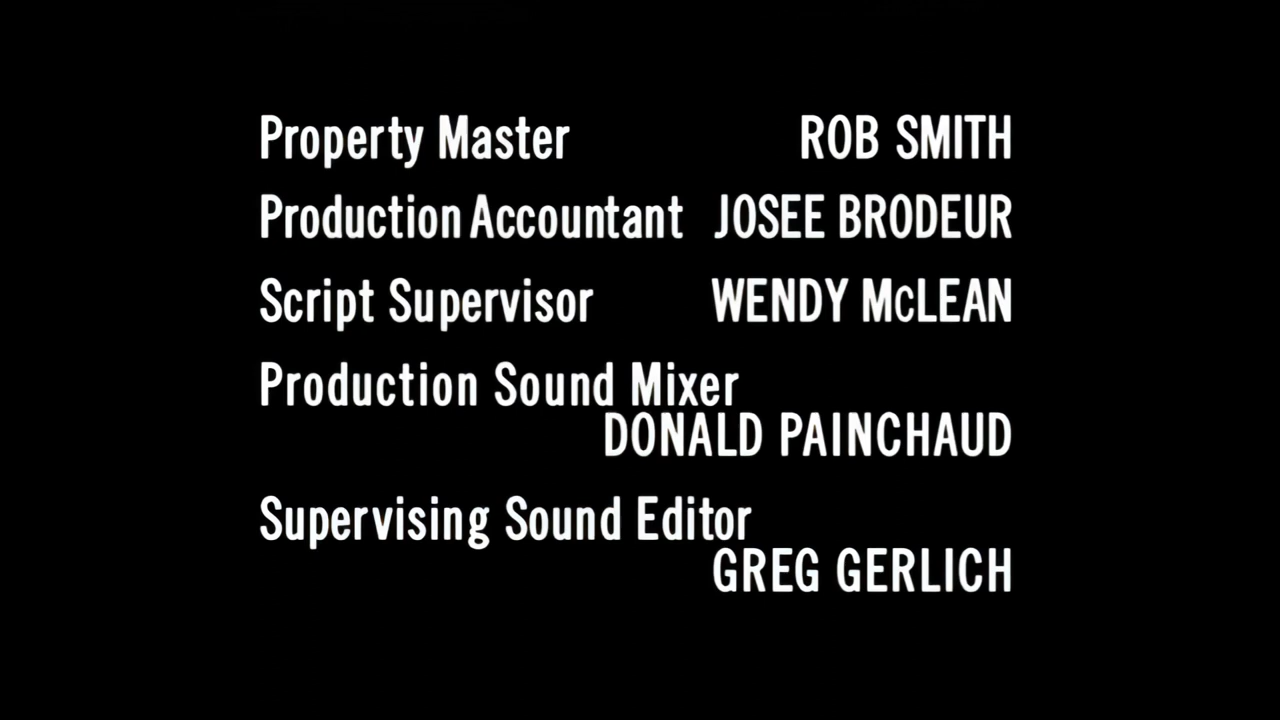 Property Master ROB SMITH
Production Accountant JOSEE BRODEUR
Script Supervisor WENDY McLEAN
Production Sound Mixer
DONALD PAINCHAUD
Supervising Sound Editor
GREG GERLICH